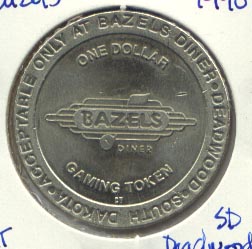 ACCEPTABLE ONLY AT BAZELS DINER•DEADWOOD•SOUTH DAKOTA•
ONE DOLLAR
BAZELS
DINER
GAMING TOKEN
SD
Deadwood